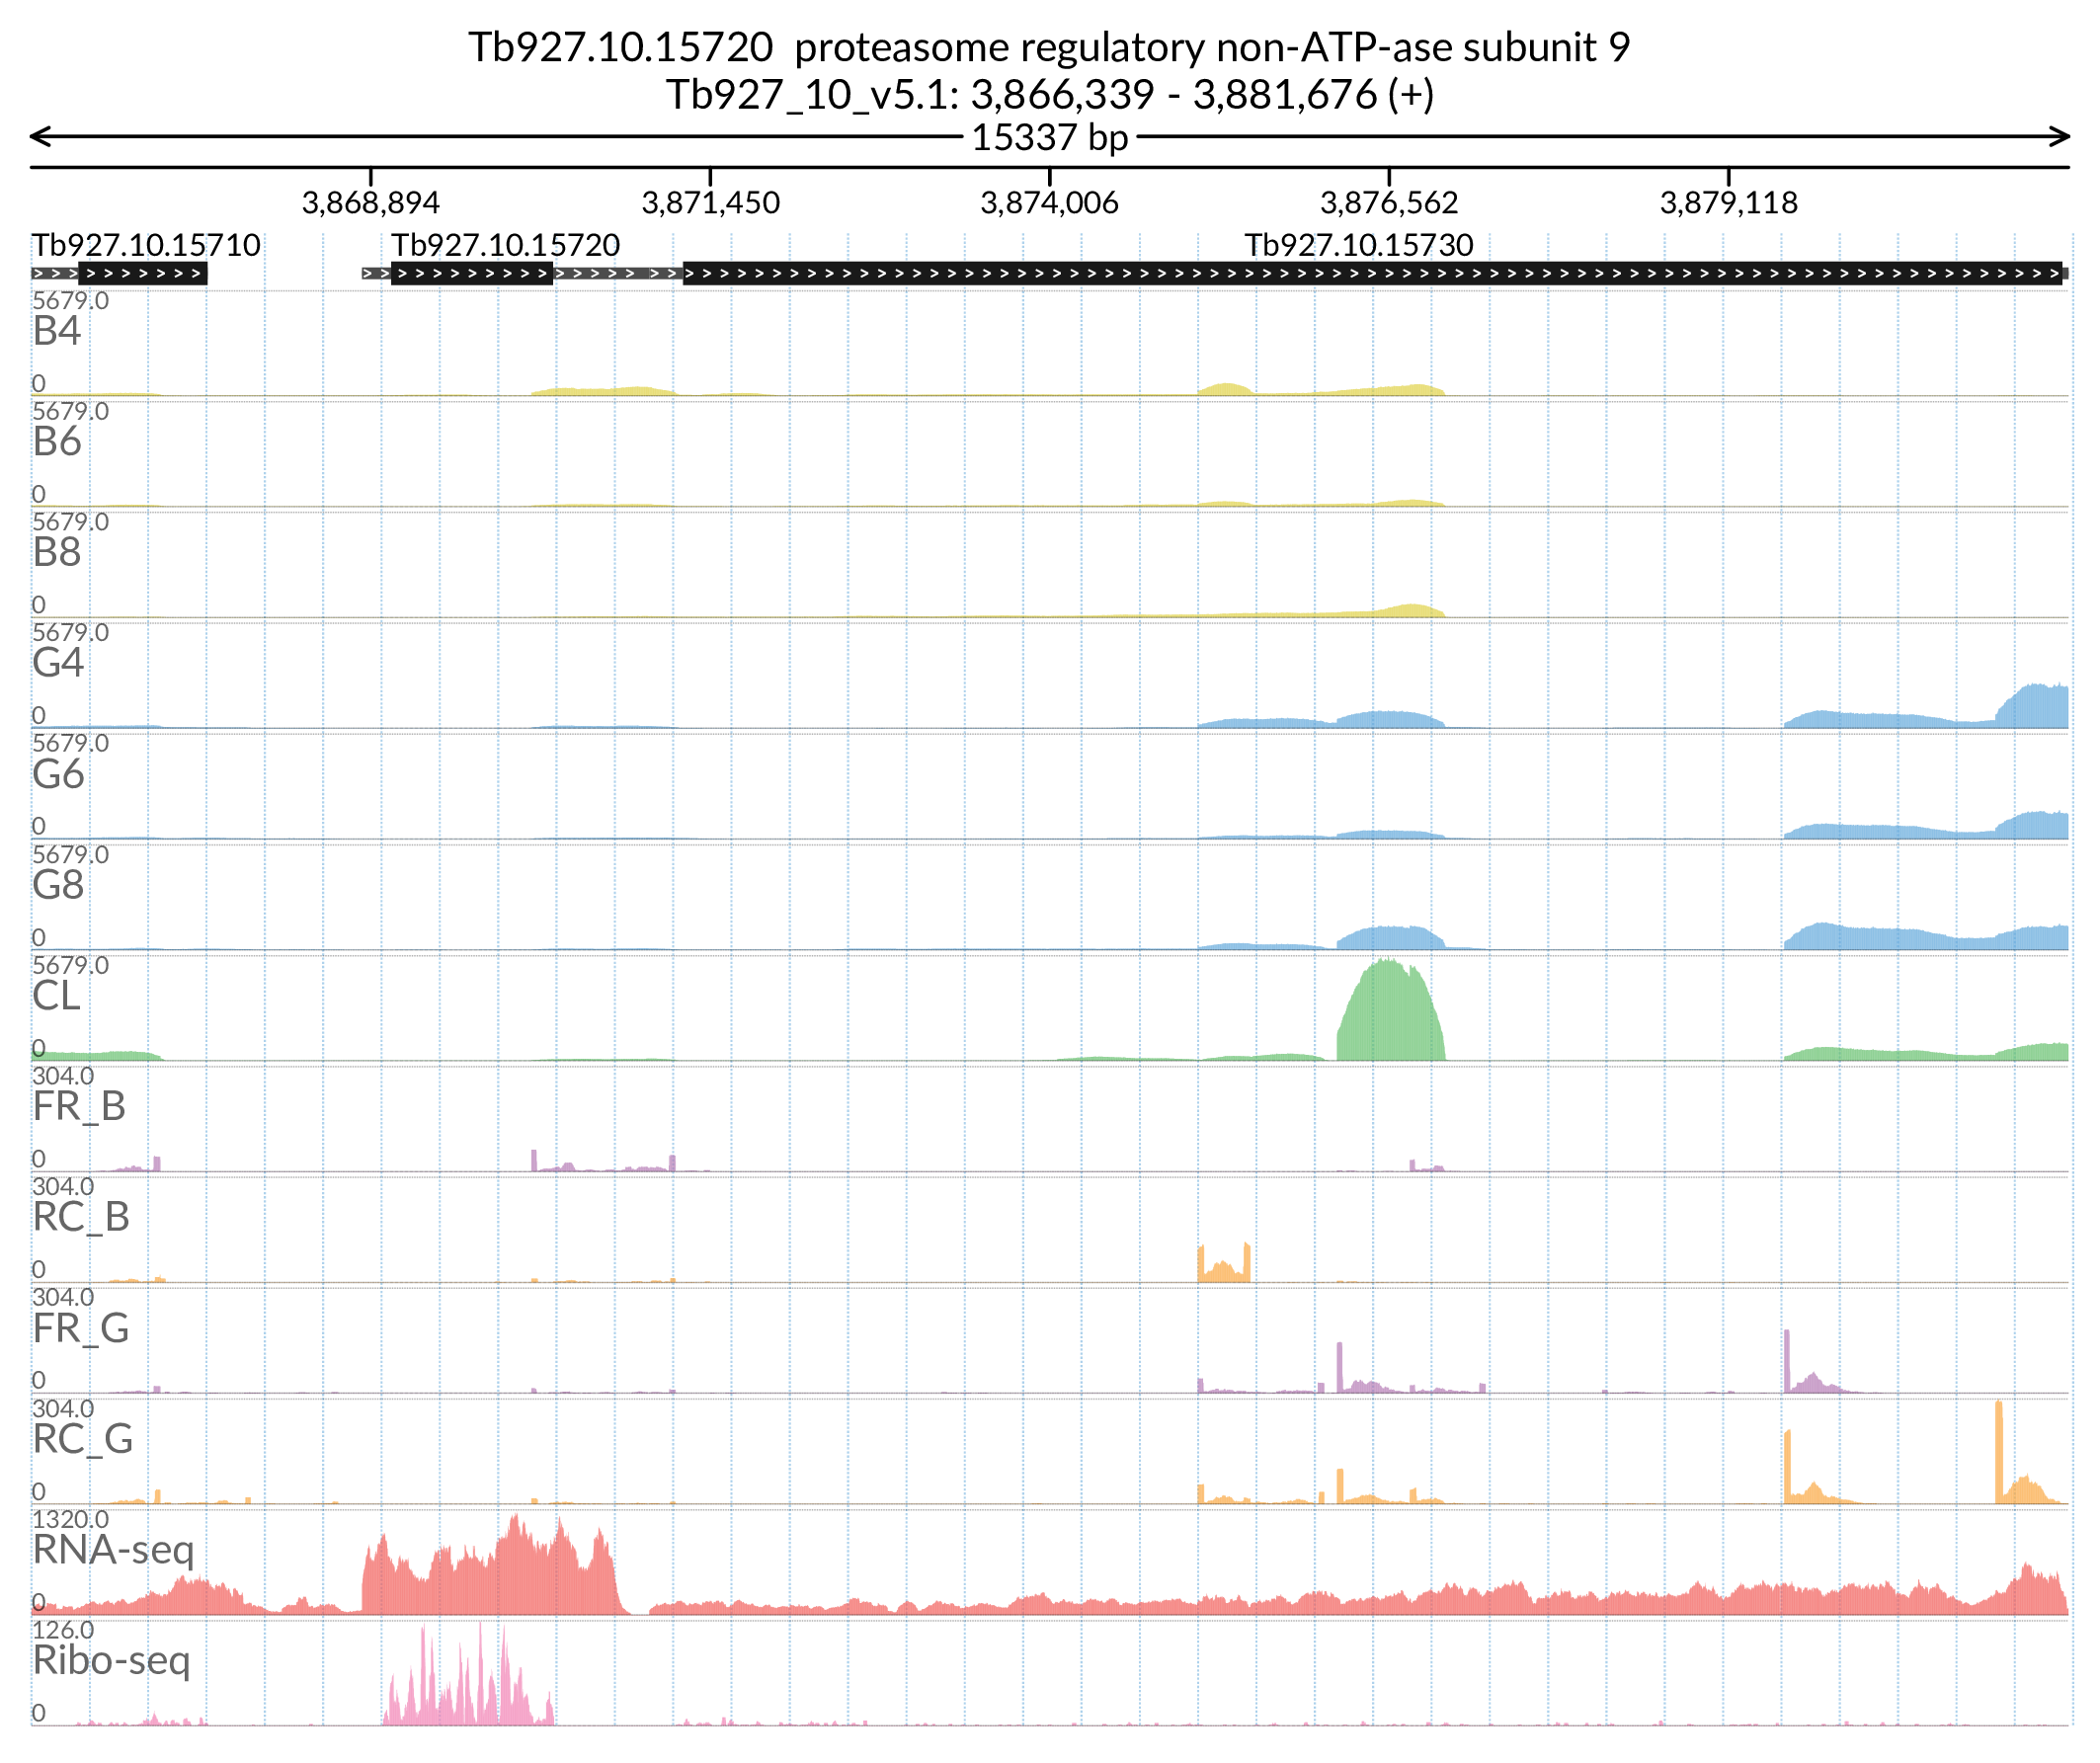 Tb927.10.15720 proteasome regulatory non-ATP-ase subunit 9
Tb927_10_v5.1: 3,866,339 - 3,881,676 (+)
15337 bp
3,868,894 3,871,450 3,874,006 3,876,562 3,879,118
Tb927.10.15710 Tb927.10.15720 Tb927.10.15730
5679.0
B4
0
5679.0
B6
0
5679.0
B8
0
5679.0
G4
0
5679.0
G6
0
5679.0
G8
0
5679.0
CL
0
304.0
FR_B
0
304.0
RC_B
0
304.0
FR_G
0
304.0
RC_G
0
1320.0
RNA-seq
0
126.0
Ribo-seq
0